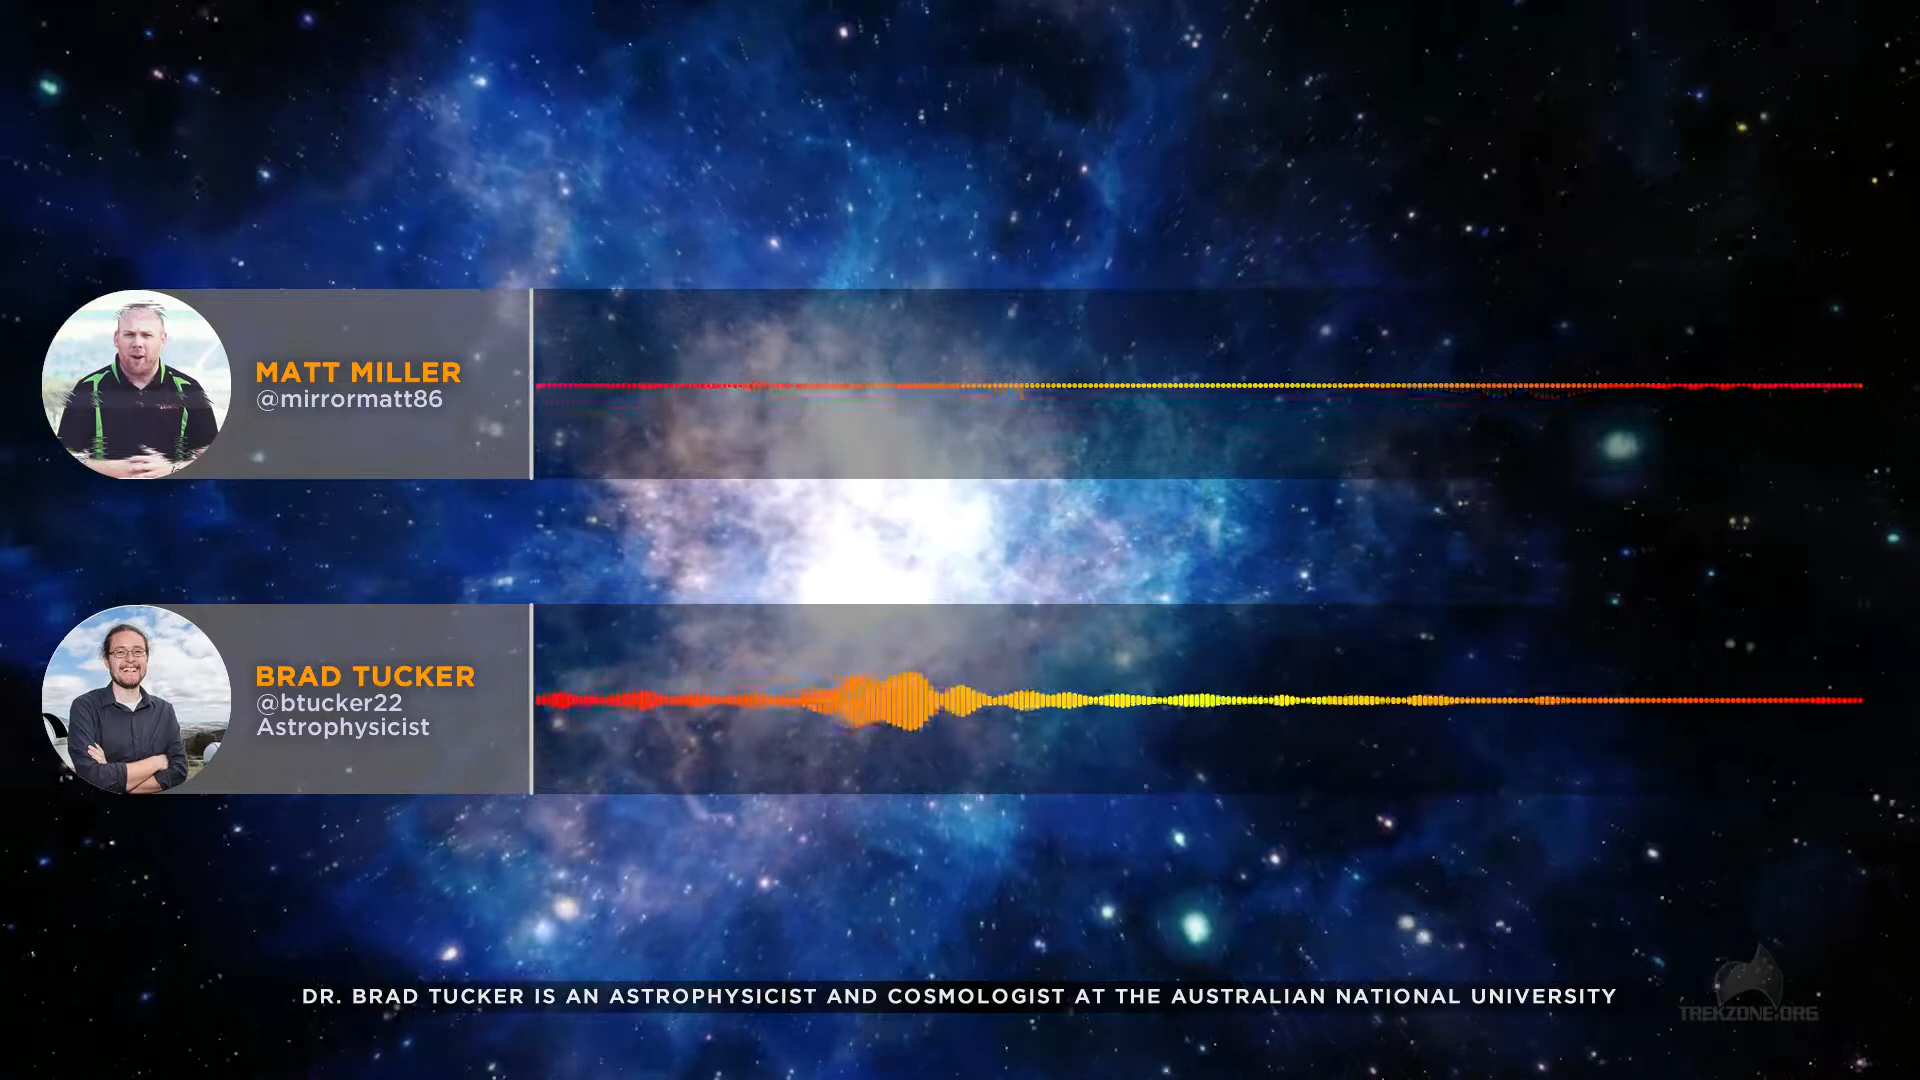 MATT MILLER
@mirrormatt86
BRAD TUCKER
@btucker22
Astrophysicist
DR. BRAD TUCKER IS AN ASTROPHYSICIST AND COSMOLOGIST AT THE AUSTRALIAN NATIONAL UNIVERSITY
TREKZONE.ORG